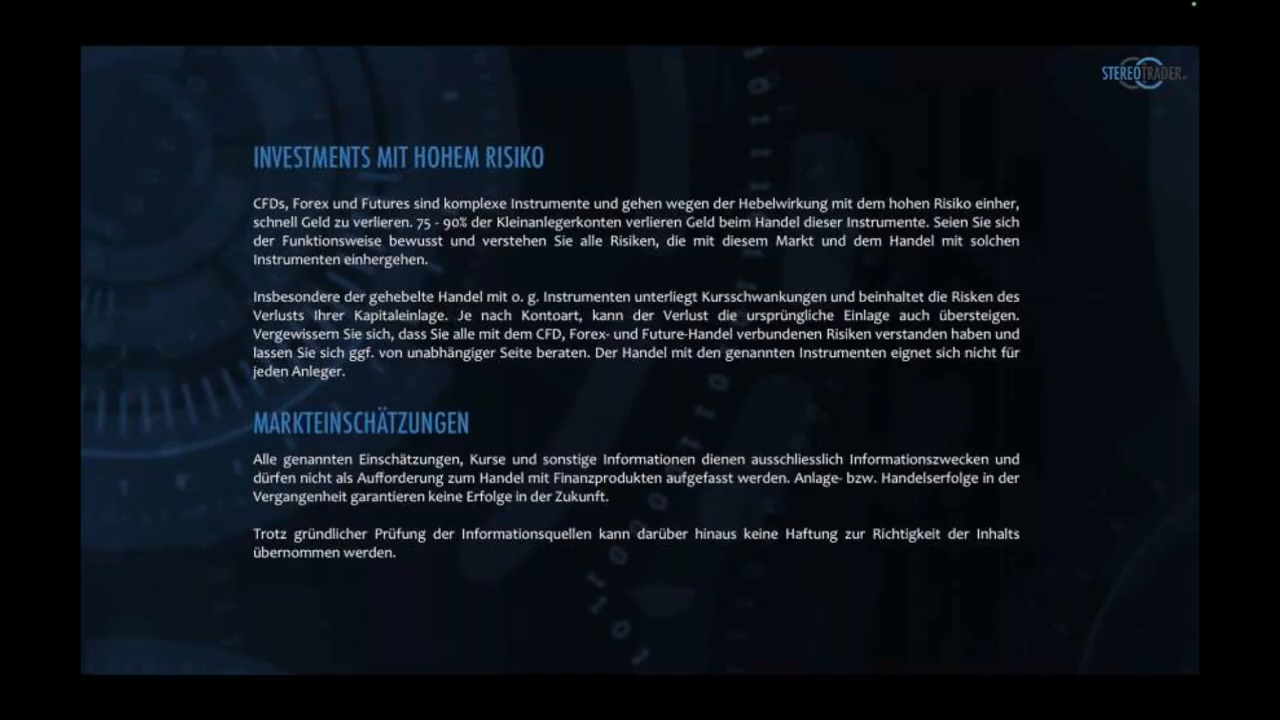 STEREOTRADER
INVESTMENTS MIT HOHEM RISIKO
CFDs, Forex und Futures sind komplexe Instrumente und gehen wegen der Hebelwirkung mit dem hohen Risiko einher,
schnell Geld zu verlieren. 75 - 90% der Kleinanlegerkonten verlieren Geld beim Handel dieser Instrumente. Seien Sie sich
der Funktionsweise bewusst und verstehen Sie alle Risiken, die mit diesem Markt und dem Handel mit solchen
Instrumenten einhergehen.
Insbesondere der gehebelte Handel mit o. g. Instrumenten unterliegt Kursschwankungen und beinhaltet die Risken des
Verlusts Ihrer Kapitaleinlage. Je nach Kontoart, kann der Verlust die ursprüngliche Einlage auch übersteigen.
Vergewissern Sie sich, dass Sie alle mit dem CFD, Forex- und Future-Handel verbundenen Risiken verstanden haben und
lassen Sie sich ggf. von unabhängiger Seite beraten. Der Handel mit den genannten Instrumenten eignet sich nicht für
jeden Anleger.
MARKTEINSCHÄTZUNGEN
Alle genannten Einschätzungen, Kurse und sonstige Informationen dienen ausschliesslich Informationszwecken und
dürfen nicht als Aufforderung zum Handel mit Finanzprodukten aufgefasst werden. Anlage- bzw. Handelserfolge in der
Vergangenheit garantieren keine Erfolge in der Zukunft.
Trotz gründlicher Prüfung der Informationsquellen kann darüber hinaus keine Haftung zur Richtigkeit der Inhalts
übernommen werden.